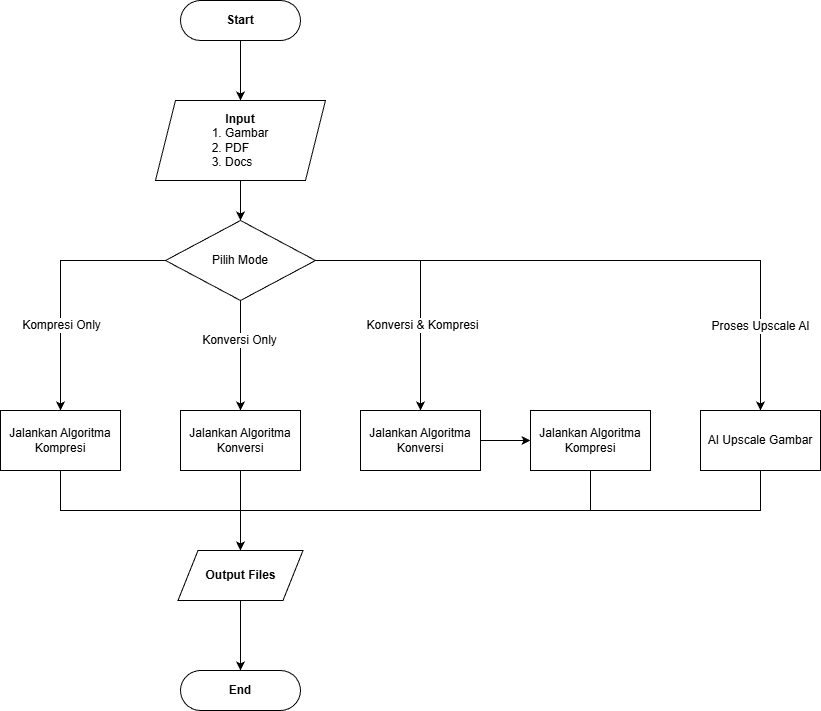 Start
Input
1. Gambar
2. PDF
3. Docs
Pilih Mode
Kompresi Only
Konversi Only
Konversi & Kompresi
Proses Upscale AI
Jalankan Algoritma
Kompresi
Jalankan Algoritma
Konversi
Jalankan Algoritma
Konversi
Jalankan Algoritma
Kompresi
AI Upscale Gambar
Output Files
End